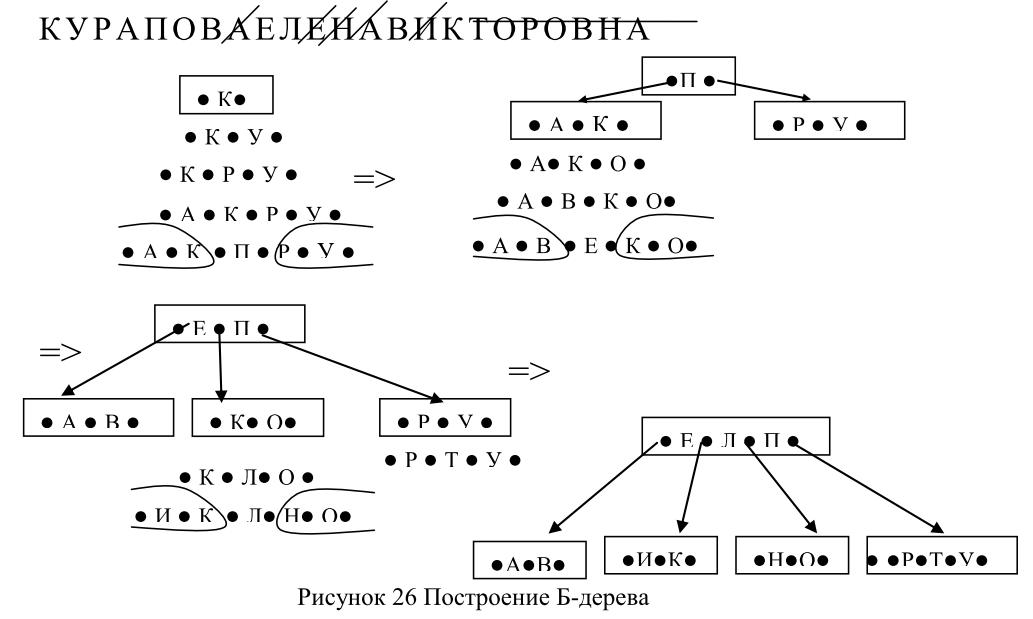 КУРАПОВАЕЛЕНАВИКТОРОВНА
● К●
● К ● У ●
● К ● Р ● У ●
● А ● К ● Р ● У ●
● А ● К ● П ● Р ● У ●
=>
●П ●
● А ● К ●
● Р ● У ●
● А● К ● О ●
● А ● В ● К ● О●
● А ● В ● Е ● К ● О●
=>
● Е ● П ●
● А ● В ●
● К● О●
● Р ● У ●
● Р ● Т ● У ●
● К ● Л● О ●
● И ● К ● Л● Н● О●
=>
● Е ● Л ● П ●
●А●В●
●И●К●
●Н●О●
● ●Р●Т●У●
Рисунок 26 Построение Б-дерева